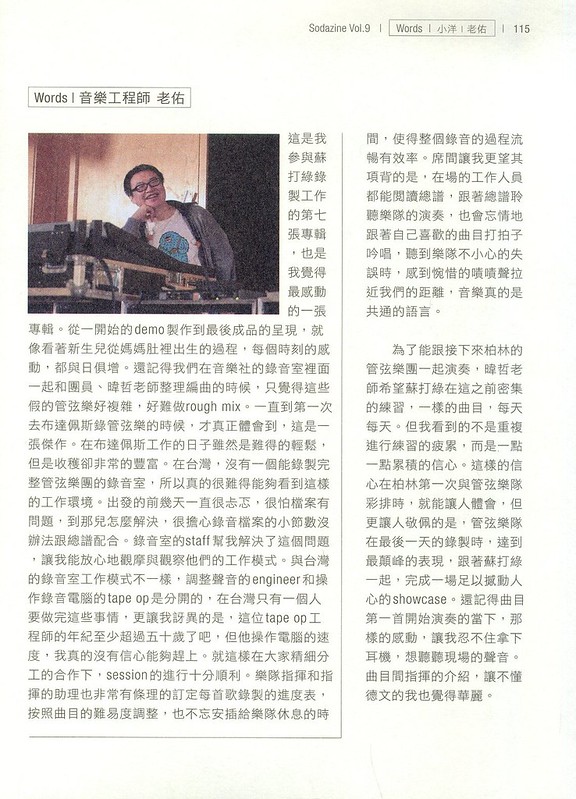 Sodazine Vol.9 | Words | 小洋 | 老佑 | 115
Words | 音樂工程師 老佑
這是我
參與蘇
打綠錄
製工作
的第七
張專輯
，也是
我覺得
最感動
的一張
專輯。從一開始的demo製作到最後成品的呈現，就
像看著新生兒從媽媽肚裡出生的過程，每個時刻的感
動，都與日俱增。還記得我們在音樂社的錄音室裡面
一起和團員、暐哲老師整理編曲的時候，只覺得這些
假的管弦樂好複雜，好難做rough mix。一直到第一次
去布達佩斯錄管弦樂的時候，才真正體會到，這是一
張傑作。在布達佩斯工作的日子雖然是難得的輕鬆，
但是收穫卻非常的豐富。在台灣，沒有一個能錄製完
整管弦樂團的錄音室，所以真的很難得能夠看到這樣
的工作環境。出發的前幾天一直很忐忑，很怕檔案有
問題，到那兒怎麼解決，很擔心錄音檔案的小節數沒
辦法跟總譜配合。錄音室的staff幫我解決了這個問題
，讓我能放心地觀摩與觀察他們的工作模式。與台灣
的錄音室工作模式不一樣，調整聲音的engineer和操
作錄音電腦的tape op是分開的，在台灣只有一個人
要做完這些事情，更讓我訝異的是，這位tape op工
程師的年紀至少超過五十歲了吧，但他操作電腦的速
度，我真的沒有信心能夠趕上。就這樣在大家精細分
工的合作下，session的進行十分順利。樂隊指揮和指
揮的助理也非常有條理的訂定每首歌錄製的進度表，
按照曲目的難易度調整，也不忘安插給樂隊休息的時
間，使得整個錄音的過程流
暢有效率。席間讓我更望其
項背的是，在場的工作人員
都能閱讀總譜，跟著總譜聆
聽樂隊的演奏，也會忘情地
跟著自己喜歡的曲目打拍子
吟唱，聽到樂隊不小心的失
誤時，感到惋惜的嘖嘖聲拉
近我們的距離，音樂真的是
共通的語言。
為了能跟接下來柏林的
管弦樂團一起演奏，暐哲老
師希望蘇打綠在這之前密集
的練習，一樣的曲目，每天
每天。但我看到的不是重複
進行練習的疲累，而是一點
一點累積的信心。這樣的信
心在柏林第一次與管弦樂隊
彩排時，就能讓人體會，但
更讓人敬佩的是，管弦樂隊
在最後一天的錄製時，達到
最顛峰的表現，跟著蘇打綠
一起，完成一場足以撼動人
心的showcase。還記得曲目
第一首開始演奏的當下，那
樣的感動，讓我忍不住拿下
耳機，想聽聽現場的聲音。
曲目間指揮的介紹，讓不懂
德文的我也覺得華麗。